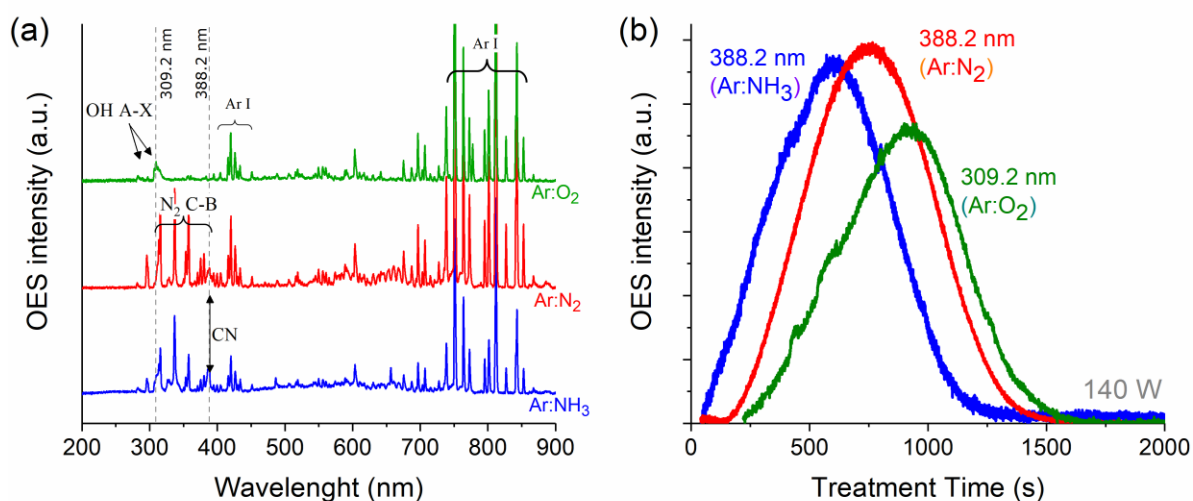 (a)
OES intensity (a.u.)
309.2 nm
388.2 nm
Ar I
Ar I
OH A-X
Ar:O2
N2 C-B
Ar:N2
CN
Ar:NH3
200 300 400 500 600 700 800 900
Wavelenght (nm)
(b)
OES intensity (a.u.)
388.2 nm
(Ar:NH3)
388.2 nm
(Ar:N2)
309.2 nm
(Ar:O2)
140 W
0 500 1000 1500 2000
Treatment Time (s)